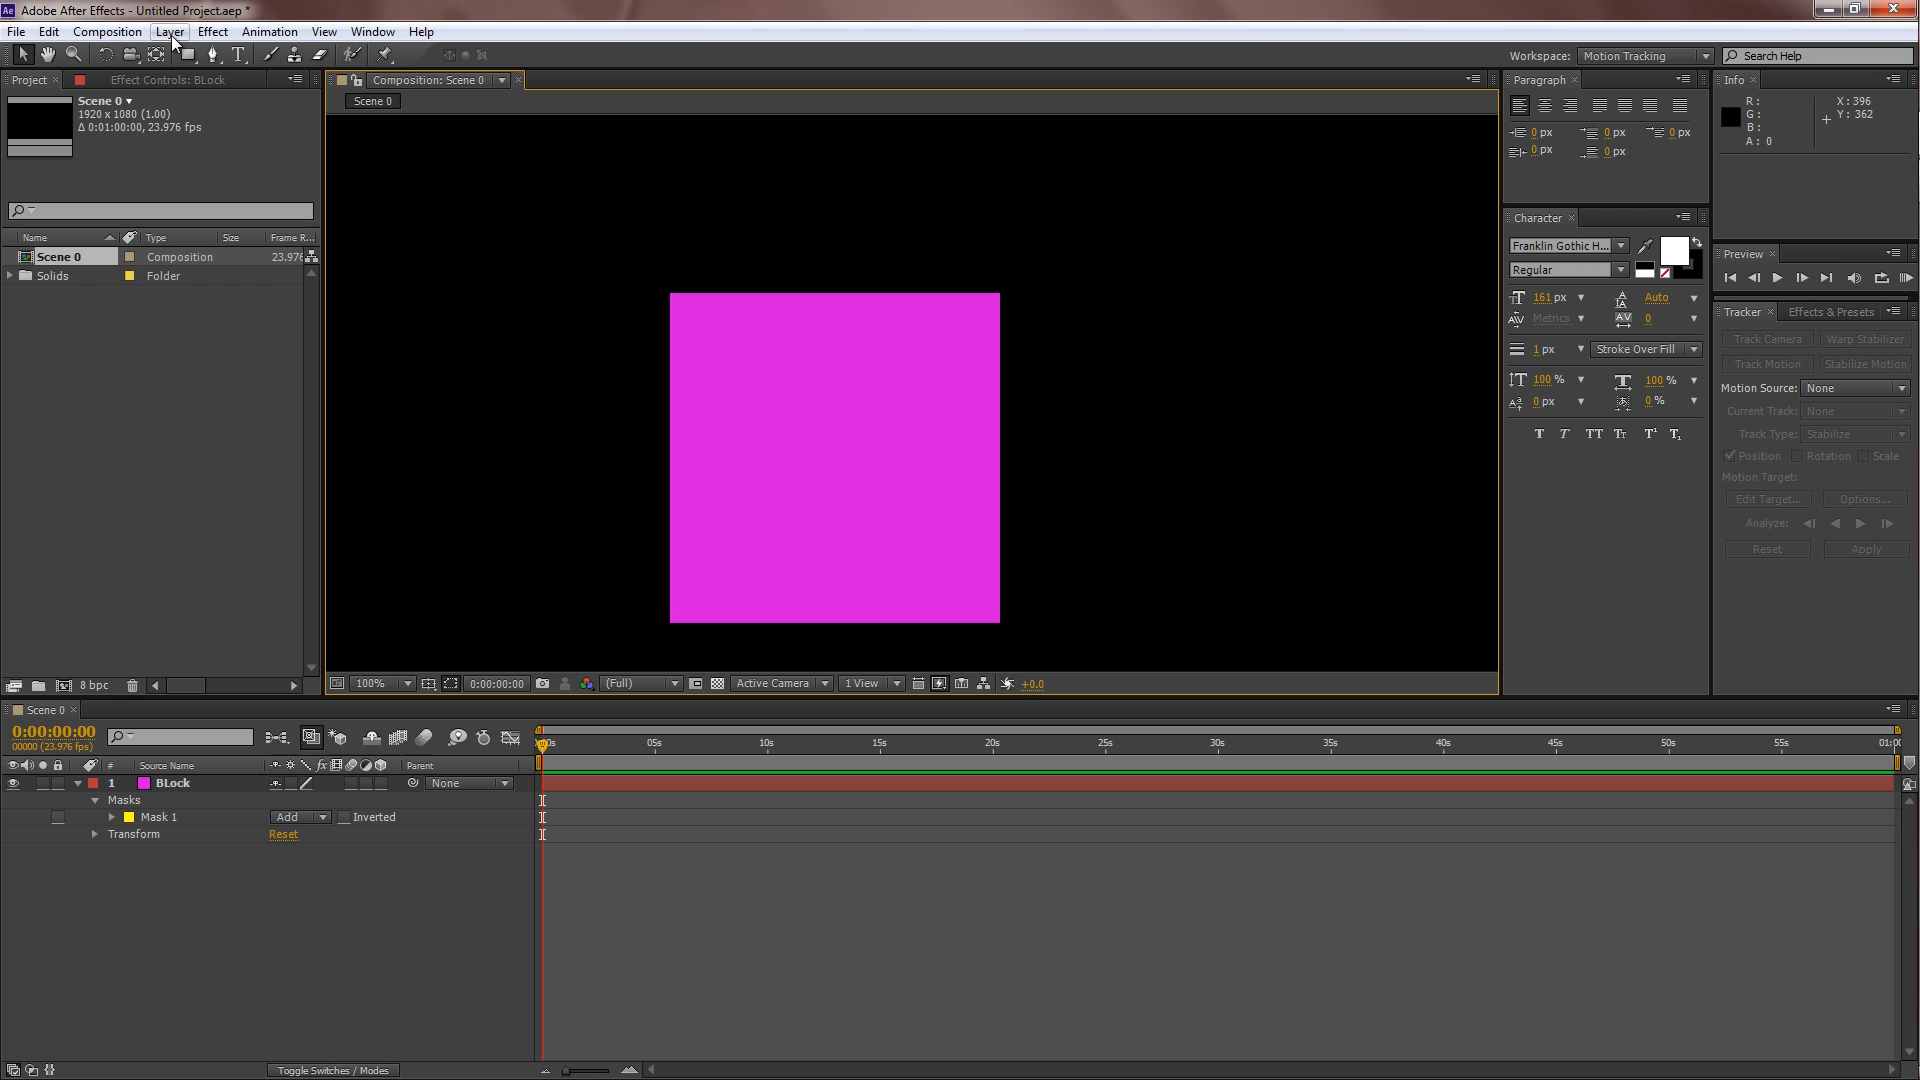 Ae Adobe After Effects - Untitled Project.aep *
File Edit Composition Layer Effect Animation View Window Help
Workspace: Motion Tracking Search Help
Project × Effect Controls: BLock
Scene 0
1920 x 1080 (1.00)
Δ 0:01:00:00, 23.976 fps
Name Type Size Frame R...
Scene 0 Composition 23.976
Solids Folder
8 bpc
Composition: Scene 0 ×
Scene 0
100% 0:00:00:00 (Full) Active Camera 1 View +0.0
Paragraph ×
0 px 0 px 0 px
0 px 0 px
Character ×
Franklin Gothic H...
Regular
161 px Auto
Metrics 0
1 px Stroke Over Fill
100 % 100 %
0 px 0 %
T T TT Tт T¹ T₁
Info ×
R :
G :
B :
A : 0
X : 396
Y : 362
Preview ×
Tracker × Effects & Presets
Track Camera Warp Stabilizer
Track Motion Stabilize Motion
Motion Source: None
Current Track: None
Track Type: Stabilize
Position Rotation Scale
Motion Target:
Edit Target... Options...
Analyze:
Reset Apply
Scene 0 ×
0:00:00:00
00000 (23.976 fps)
05s 10s 15s 20s 25s 30s 35s 40s 45s 50s 55s 01:00
# Source Name fx Parent
1 BLock None
Masks
Mask 1 Add Inverted
Transform Reset
Toggle Switches / Modes